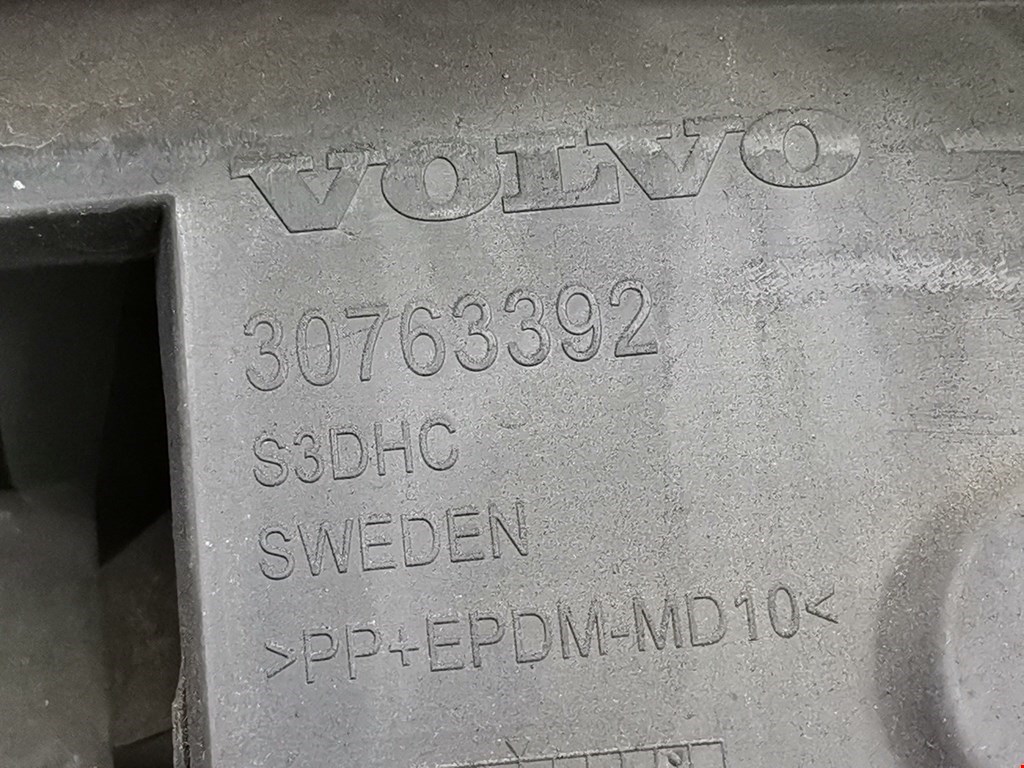 VOLVO
30763392
S3DHC
SWEDEN
>PP+EPDM-MD10<